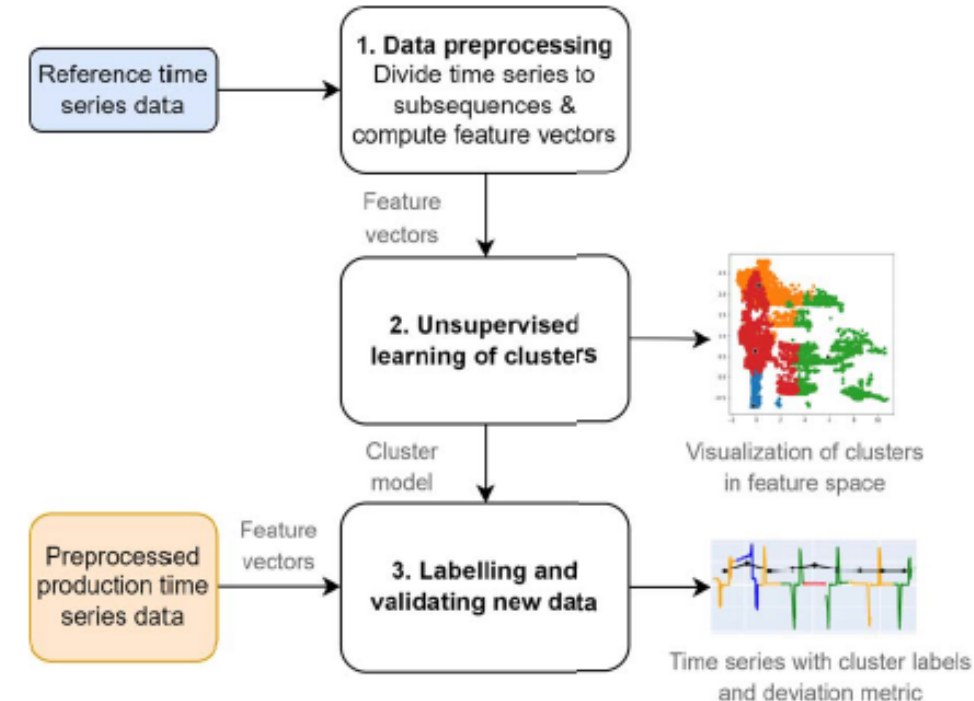 1. Data preprocessing
Divide time series to
subsequences &
compute feature vectors
Reference time
series data
Feature
vectors
2. Unsupervised
learning of clusters
Visualization of clusters
in feature space
Cluster
model
Preprocessed
production time
series data
Feature
vectors
3. Labelling and
validating new data
Time series with cluster labels
and deviation metric